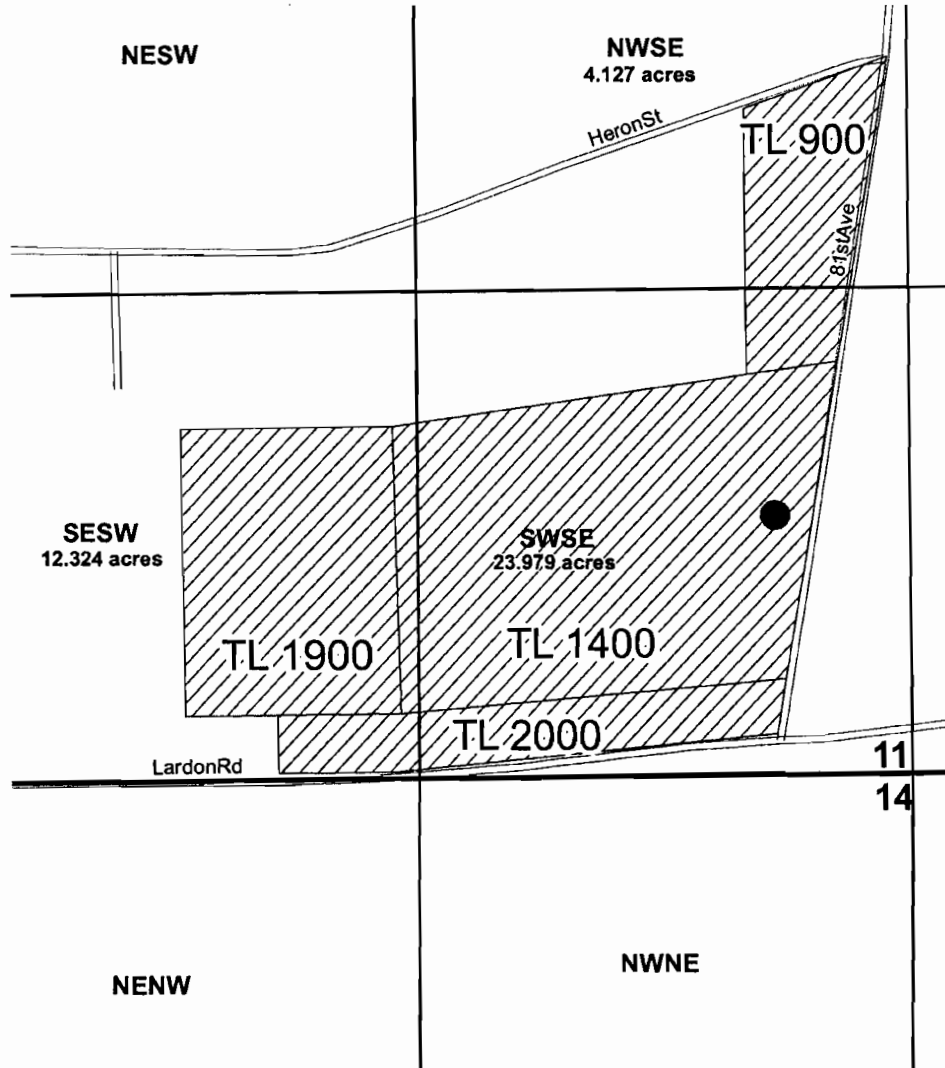 NESW
NWSE
4.127 acres
HeronSt
TL 900
81stAve
SESW
12.324 acres
SWSE
23.979 acres
TL 1900
TL 1400
TL 2000
LardonRd
11
14
NENW
NWNE